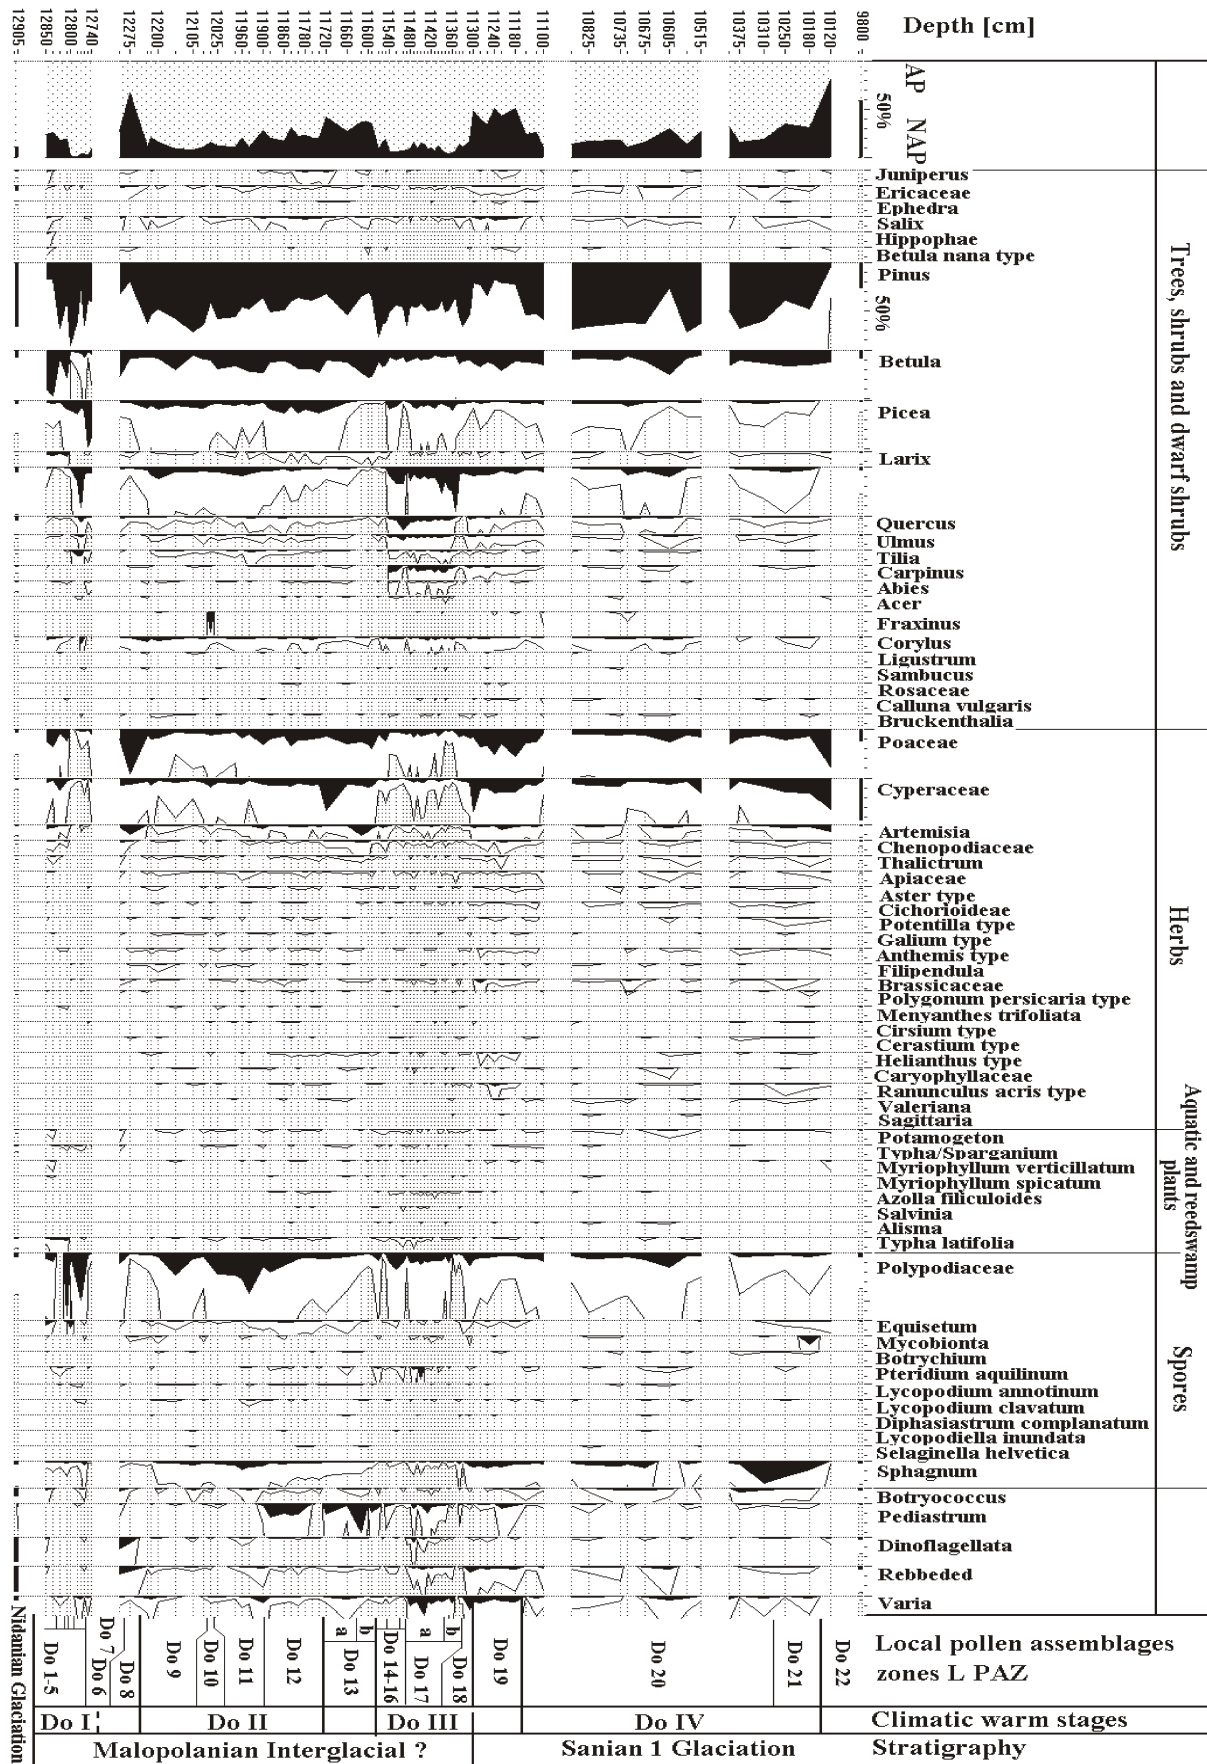 Depth [cm]
9800
10120
10180
10250
10310
10375
10515
10605
10675
10735
10825
11100
11180
11240
11300
11360
11420
11480
11540
11600
11660
11720
11780
11860
11900
11960
12025
12105
12200
12275
12740
12800
12850
12905
AP NAP
50%
Juniperus
Ericaceae
Ephedra
Salix
Hippophae
Betula nana type
Pinus
50%
Betula
Picea
Larix
Quercus
Ulmus
Tilia
Carpinus
Abies
Acer
Fraxinus
Corylus
Ligustrum
Sambucus
Rosaceae
Calluna vulgaris
Bruckenthalia
Trees, shrubs and dwarf shrubs
Poaceae
Cyperaceae
Artemisia
Chenopodiaceae
Thalictrum
Apiaceae
Aster type
Cichorioideae
Potentilla type
Galium type
Anthemis type
Filipendula
Brassicaceae
Polygonum persicaria type
Menyanthes trifoliata
Cirsium type
Cerastium type
Helianthus type
Caryophyllaceae
Ranunculus acris type
Valeriana
Sagittaria
Herbs
Potamogeton
Typha/Sparganium
Myriophyllum verticillatum
Myriophyllum spicatum
Azolla filiculoides
Salvinia
Alisma
Typha latifolia
Aquatic and reedswamp
plants
Polypodiaceae
Equisetum
Mycobionta
Botrychium
Pteridium aquilinum
Lycopodium annotinum
Lycopodium clavatum
Diphasiastrum complanatum
Lycopodiella inundata
Selaginella helvetica
Sphagnum
Spores
Botryococcus
Pediastrum
Dinoflagellata
Rebbeded
Varia
Local pollen assemblages
zones L PAZ
Do 1-5
Do 6
Do 7
Do 8
Do 9
Do 10
Do 11
Do 12
a
b
Do 13
Do 14-16
a
Do 17
b
Do 18
Do 19
Do 20
Do 21
Do 22
Climatic warm stages
Do I
Do II
Do III
Do IV
Stratigraphy
Nidanian Glaciation
Malopolanian Interglacial ?
Sanian 1 Glaciation